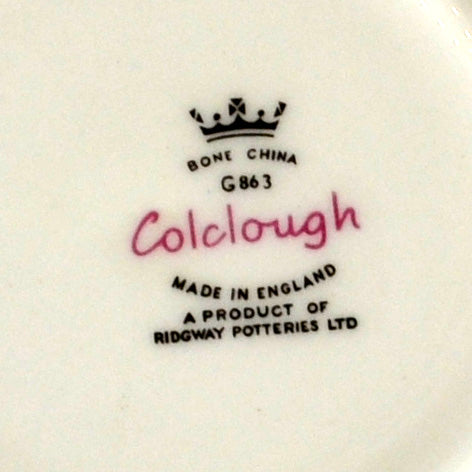 BONE CHINA
G863
Colclough
MADE IN ENGLAND
A PRODUCT OF
RIDGWAY POTTERIES LTD